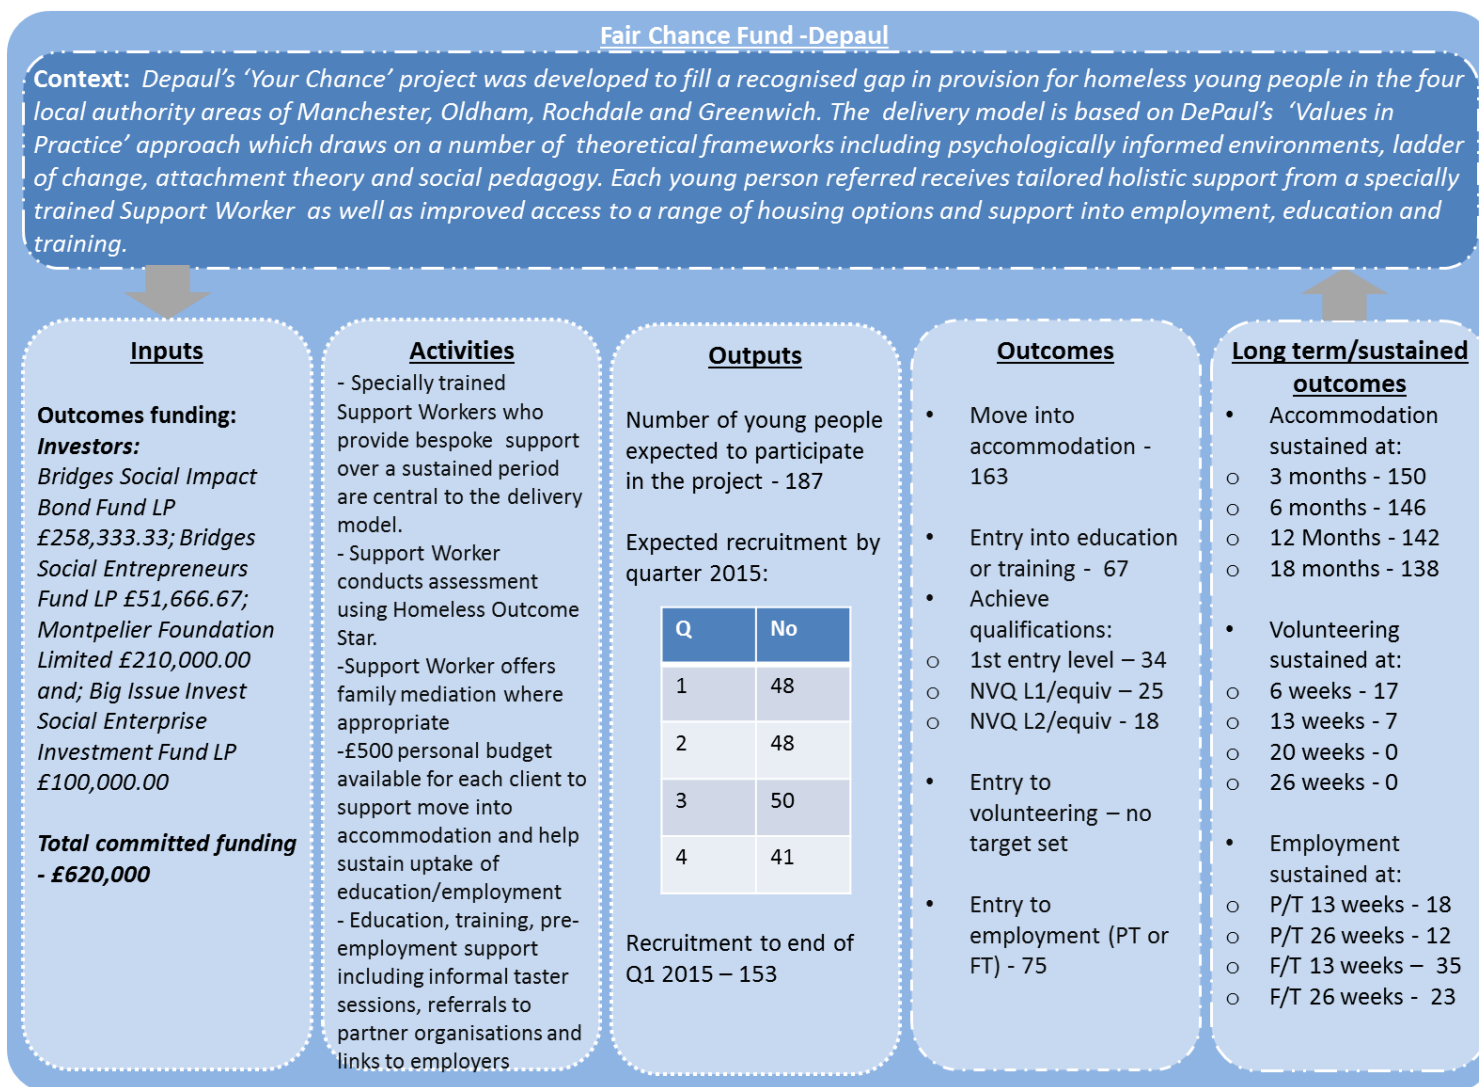 Fair Chance Fund -Depaul
Context: Depaul's 'Your Chance' project was developed to fill a recognised gap in provision for homeless young people in the four
local authority areas of Manchester, Oldham, Rochdale and Greenwich. The delivery model is based on DePaul's 'Values in
Practice' approach which draws on a number of theoretical frameworks including psychologically informed environments, ladder
of change, attachment theory and social pedagogy. Each young person referred receives tailored holistic support from a specially
trained Support Worker as well as improved access to a range of housing options and support into employment, education and
training.
Inputs
Outcomes funding:
Investors:
Bridges Social Impact
Bond Fund LP
£258,333.33; Bridges
Social Entrepreneurs
Fund LP £51,666.67;
Montpelier Foundation
Limited £210,000.00
and; Big Issue Invest
Social Enterprise
Investment Fund LP
£100,000.00
Total committed funding
- £620,000
Activities
- Specially trained
Support Workers who
provide bespoke support
over a sustained period
are central to the delivery
model.
- Support Worker
conducts assessment
using Homeless Outcome
Star.
-Support Worker offers
family mediation where
appropriate
-£500 personal budget
available for each client to
support move into
accommodation and help
sustain uptake of
education/employment
- Education, training, pre-
employment support
including informal taster
sessions, referrals to
partner organisations and
links to employers
Outputs
Number of young people
expected to participate
in the project - 187
Expected recruitment by
quarter 2015:
Q No
1 48
2 48
3 50
4 41
Recruitment to end of
Q1 2015 – 153
Outcomes
• Move into
accommodation -
163
• Entry into education
or training - 67
• Achieve
qualifications:
o 1st entry level – 34
o NVQ L1/equiv – 25
o NVQ L2/equiv - 18
• Entry to
volunteering – no
target set
• Entry to
employment (PT or
FT) - 75
Long term/sustained
outcomes
• Accommodation
sustained at:
o 3 months - 150
o 6 months - 146
o 12 Months - 142
o 18 months - 138
• Volunteering
sustained at:
o 6 weeks - 17
o 13 weeks - 7
o 20 weeks - 0
o 26 weeks - 0
• Employment
sustained at:
o P/T 13 weeks - 18
o P/T 26 weeks - 12
o F/T 13 weeks – 35
o F/T 26 weeks - 23